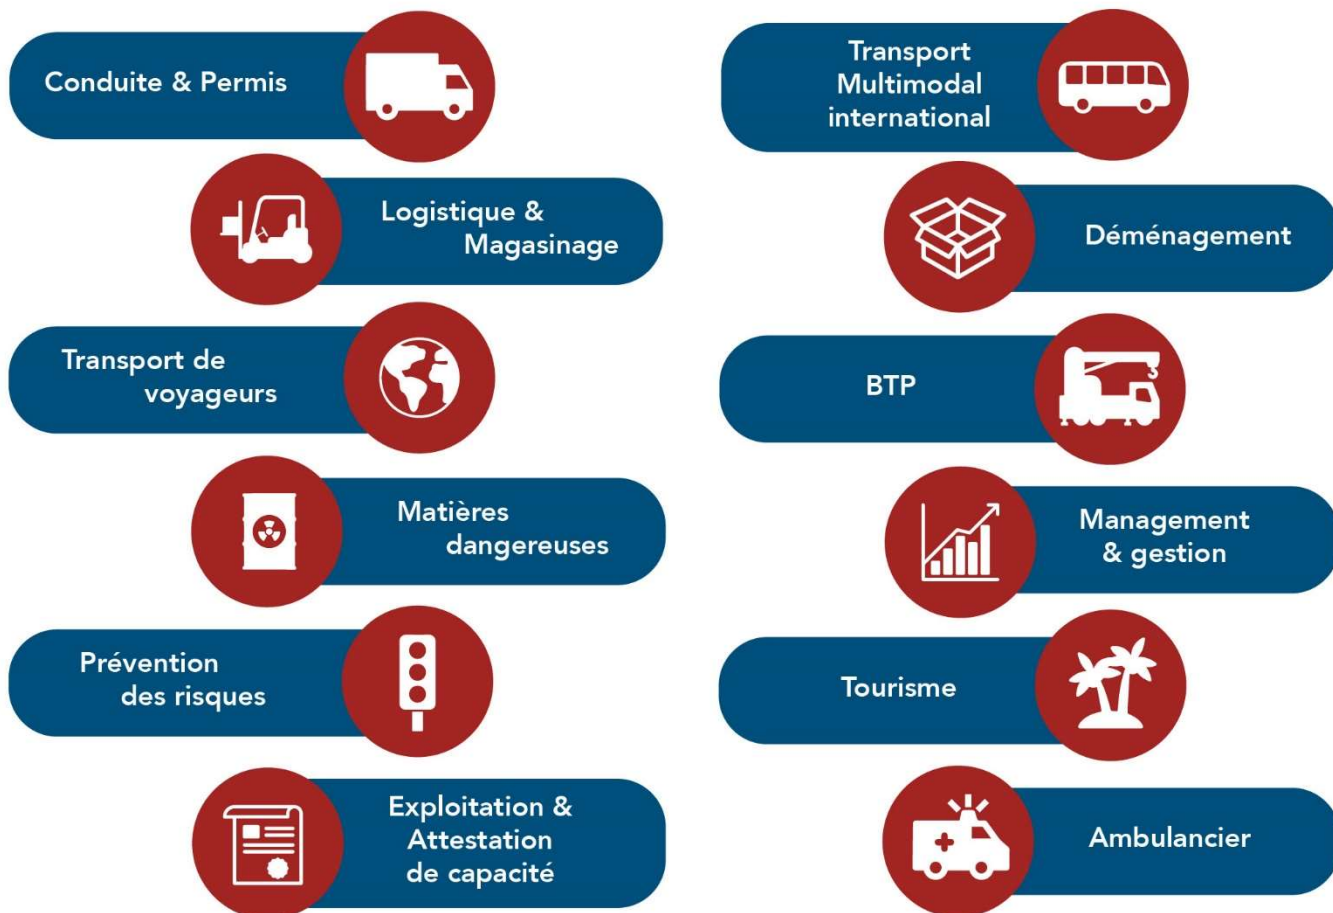 Conduite & Permis
Logistique &
Magasinage
Transport de
voyageurs
Matières
dangereuses
Prévention
des risques
Exploitation &
Attestation
de capacité
Transport
Multimodal
international
Déménagement
BTP
Management
& gestion
Tourisme
Ambulancier